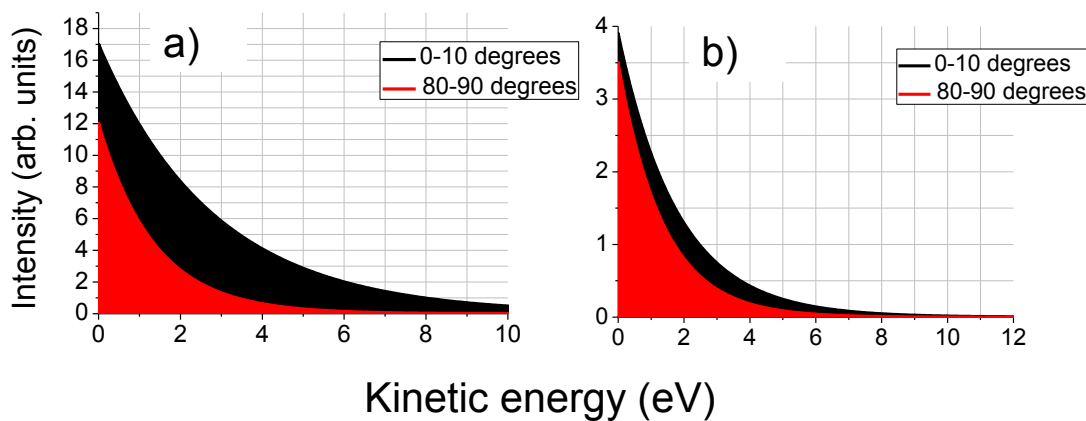 a)
0-10 degrees
80-90 degrees
Intensity (arb. units)
18
16
14
12
10
8
6
4
2
0
0 2 4 6 8 10
b)
0-10 degrees
80-90 degrees
4
3
2
1
0
0 2 4 6 8 10 12
Kinetic energy (eV)